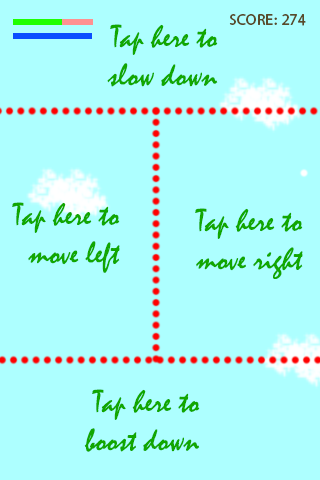 SCORE: 274
Tap here to
slow down
Tap here to
move left
Tap here to
move right
Tap here to
boost down